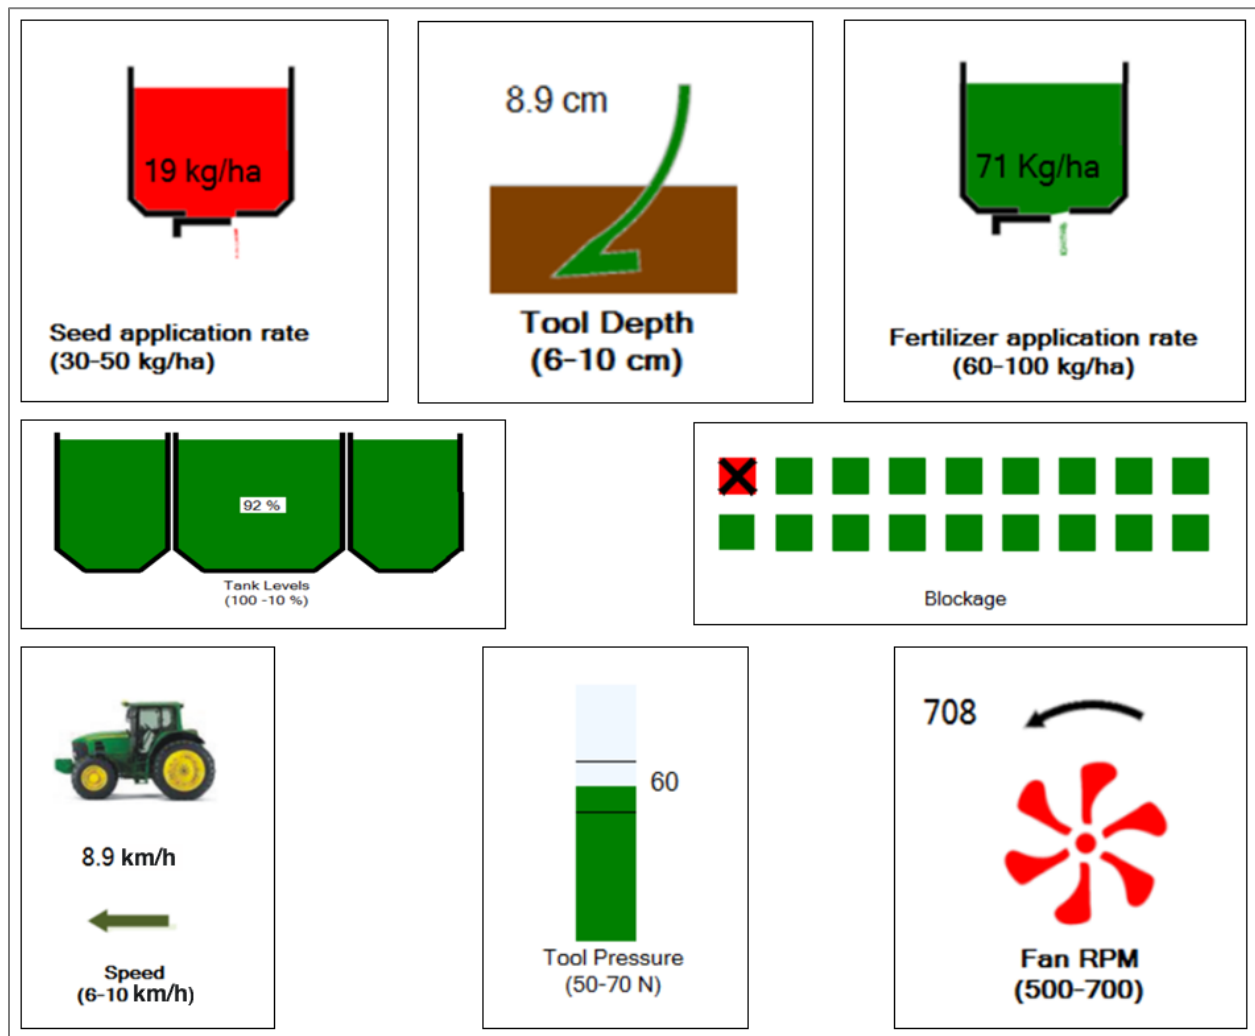 19 kg/ha
Seed application rate
(30-50 kg/ha)
8.9 cm
Tool Depth
(6-10 cm)
71 Kg/ha
Fertilizer application rate
(60-100 kg/ha)
92 %
Tank Levels
(100 -10 %)
Blockage
8.9 km/h
Speed
(6-10 km/h)
60
Tool Pressure
(50-70 N)
708
Fan RPM
(500-700)